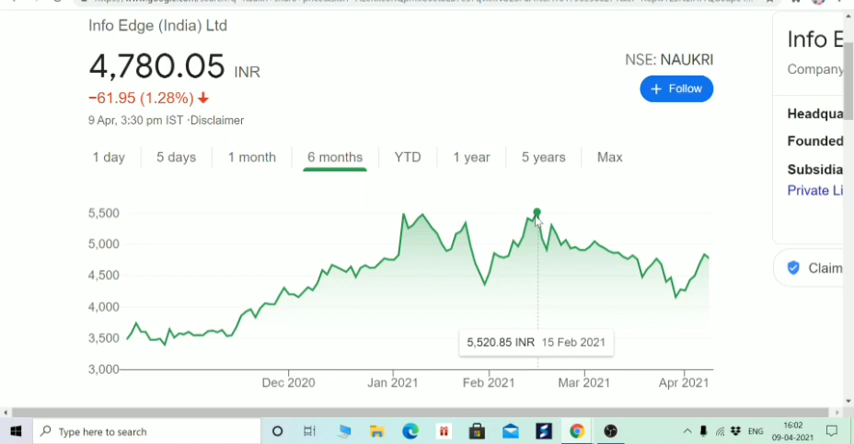 Info Edge (India) Ltd
4,780.05 INR
−61.95 (1.28%)
9 Apr, 3:30 pm IST · Disclaimer
NSE: NAUKRI
+ Follow
1 day 5 days 1 month 6 months YTD 1 year 5 years Max
5,500
5,000
4,500
4,000
3,500
3,000
5,520.85 INR 15 Feb 2021
Dec 2020 Jan 2021 Feb 2021 Mar 2021 Apr 2021
Info E
Company
Headqua
Founded
Subsidia
Private Li
Claim
Type here to search
ENG
16:02
09-04-2021